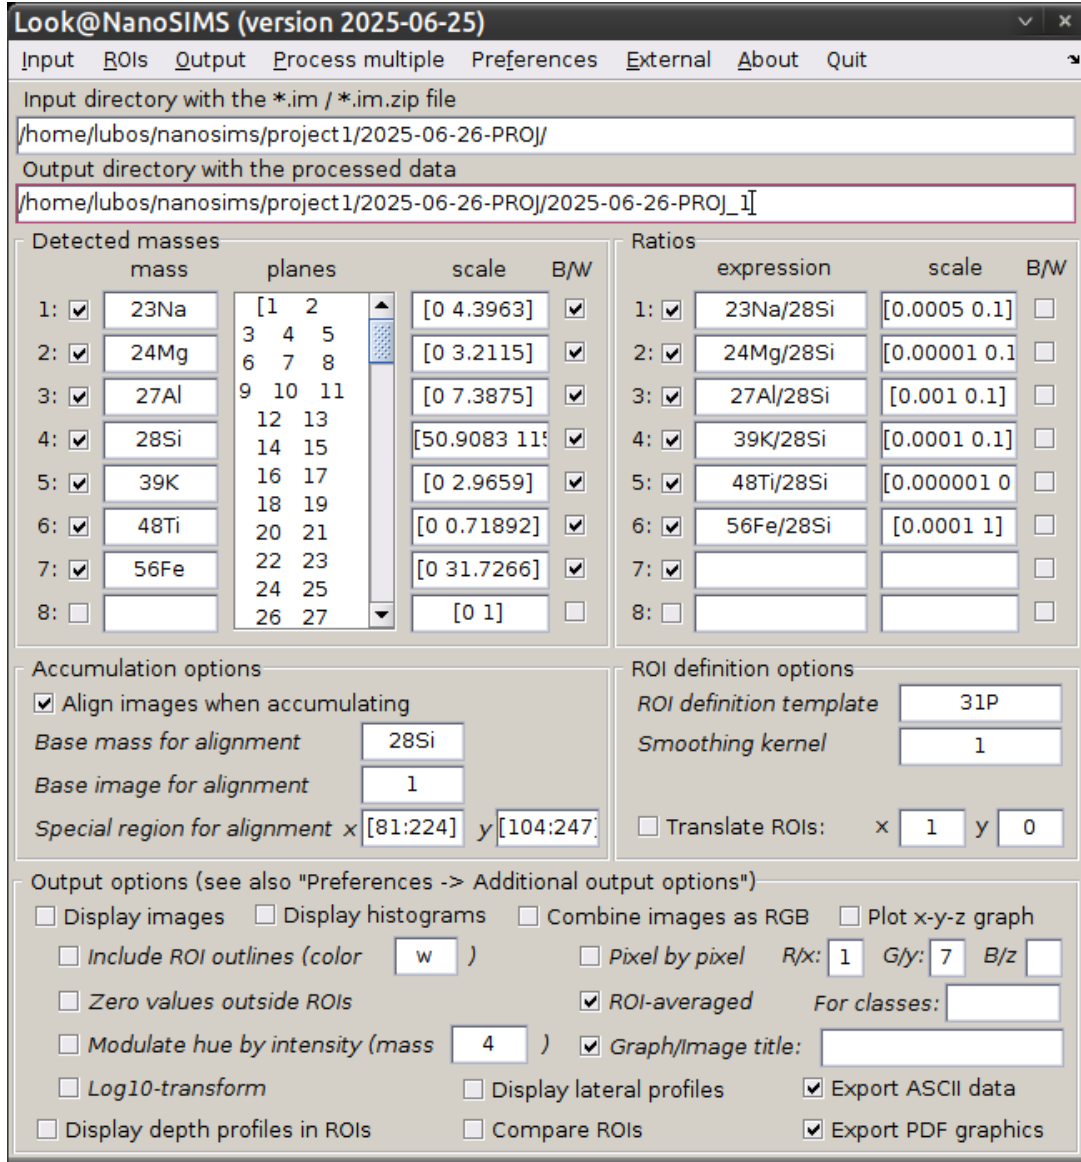 Look@NanoSIMS (version 2025-06-25)
Input ROIs Output Process multiple Preferences External About Quit
Input directory with the *.im / *.im.zip file
/home/lubos/nanosims/project1/2025-06-26-PROJ/
Output directory with the processed data
/home/lubos/nanosims/project1/2025-06-26-PROJ/2025-06-26-PROJ_1
Detected masses
mass planes scale B/W
1: 23Na [0 4.3963]
2: 24Mg [0 3.2115]
3: 27Al [0 7.3875]
4: 28Si [50.9083 115
5: 39K [0 2.9659]
6: 48Ti [0 0.71892]
7: 56Fe [0 31.7266]
8: [0 1]
[1 2
3 4 5
6 7 8
9 10 11
12 13
14 15
16 17
18 19
20 21
22 23
24 25
26 27
Ratios
expression scale B/W
1: 23Na/28Si [0.0005 0.1]
2: 24Mg/28Si [0.00001 0.1
3: 27Al/28Si [0.001 0.1]
4: 39K/28Si [0.0001 0.1]
5: 48Ti/28Si [0.000001 0
6: 56Fe/28Si [0.0001 1]
7:
8:
Accumulation options
Align images when accumulating
Base mass for alignment 28Si
Base image for alignment 1
Special region for alignment x [81:224] y [104:247]
ROI definition options
ROI definition template 31P
Smoothing kernel 1
Translate ROIs: x 1 y 0
Output options (see also "Preferences -> Additional output options")
Display images Display histograms Combine images as RGB Plot x-y-z graph
Include ROI outlines (color w ) Pixel by pixel R/x: 1 G/y: 7 B/z
Zero values outside ROIs ROI-averaged For classes:
Modulate hue by intensity (mass 4 ) Graph/Image title:
Log10-transform Display lateral profiles Export ASCII data
Display depth profiles in ROIs Compare ROIs Export PDF graphics